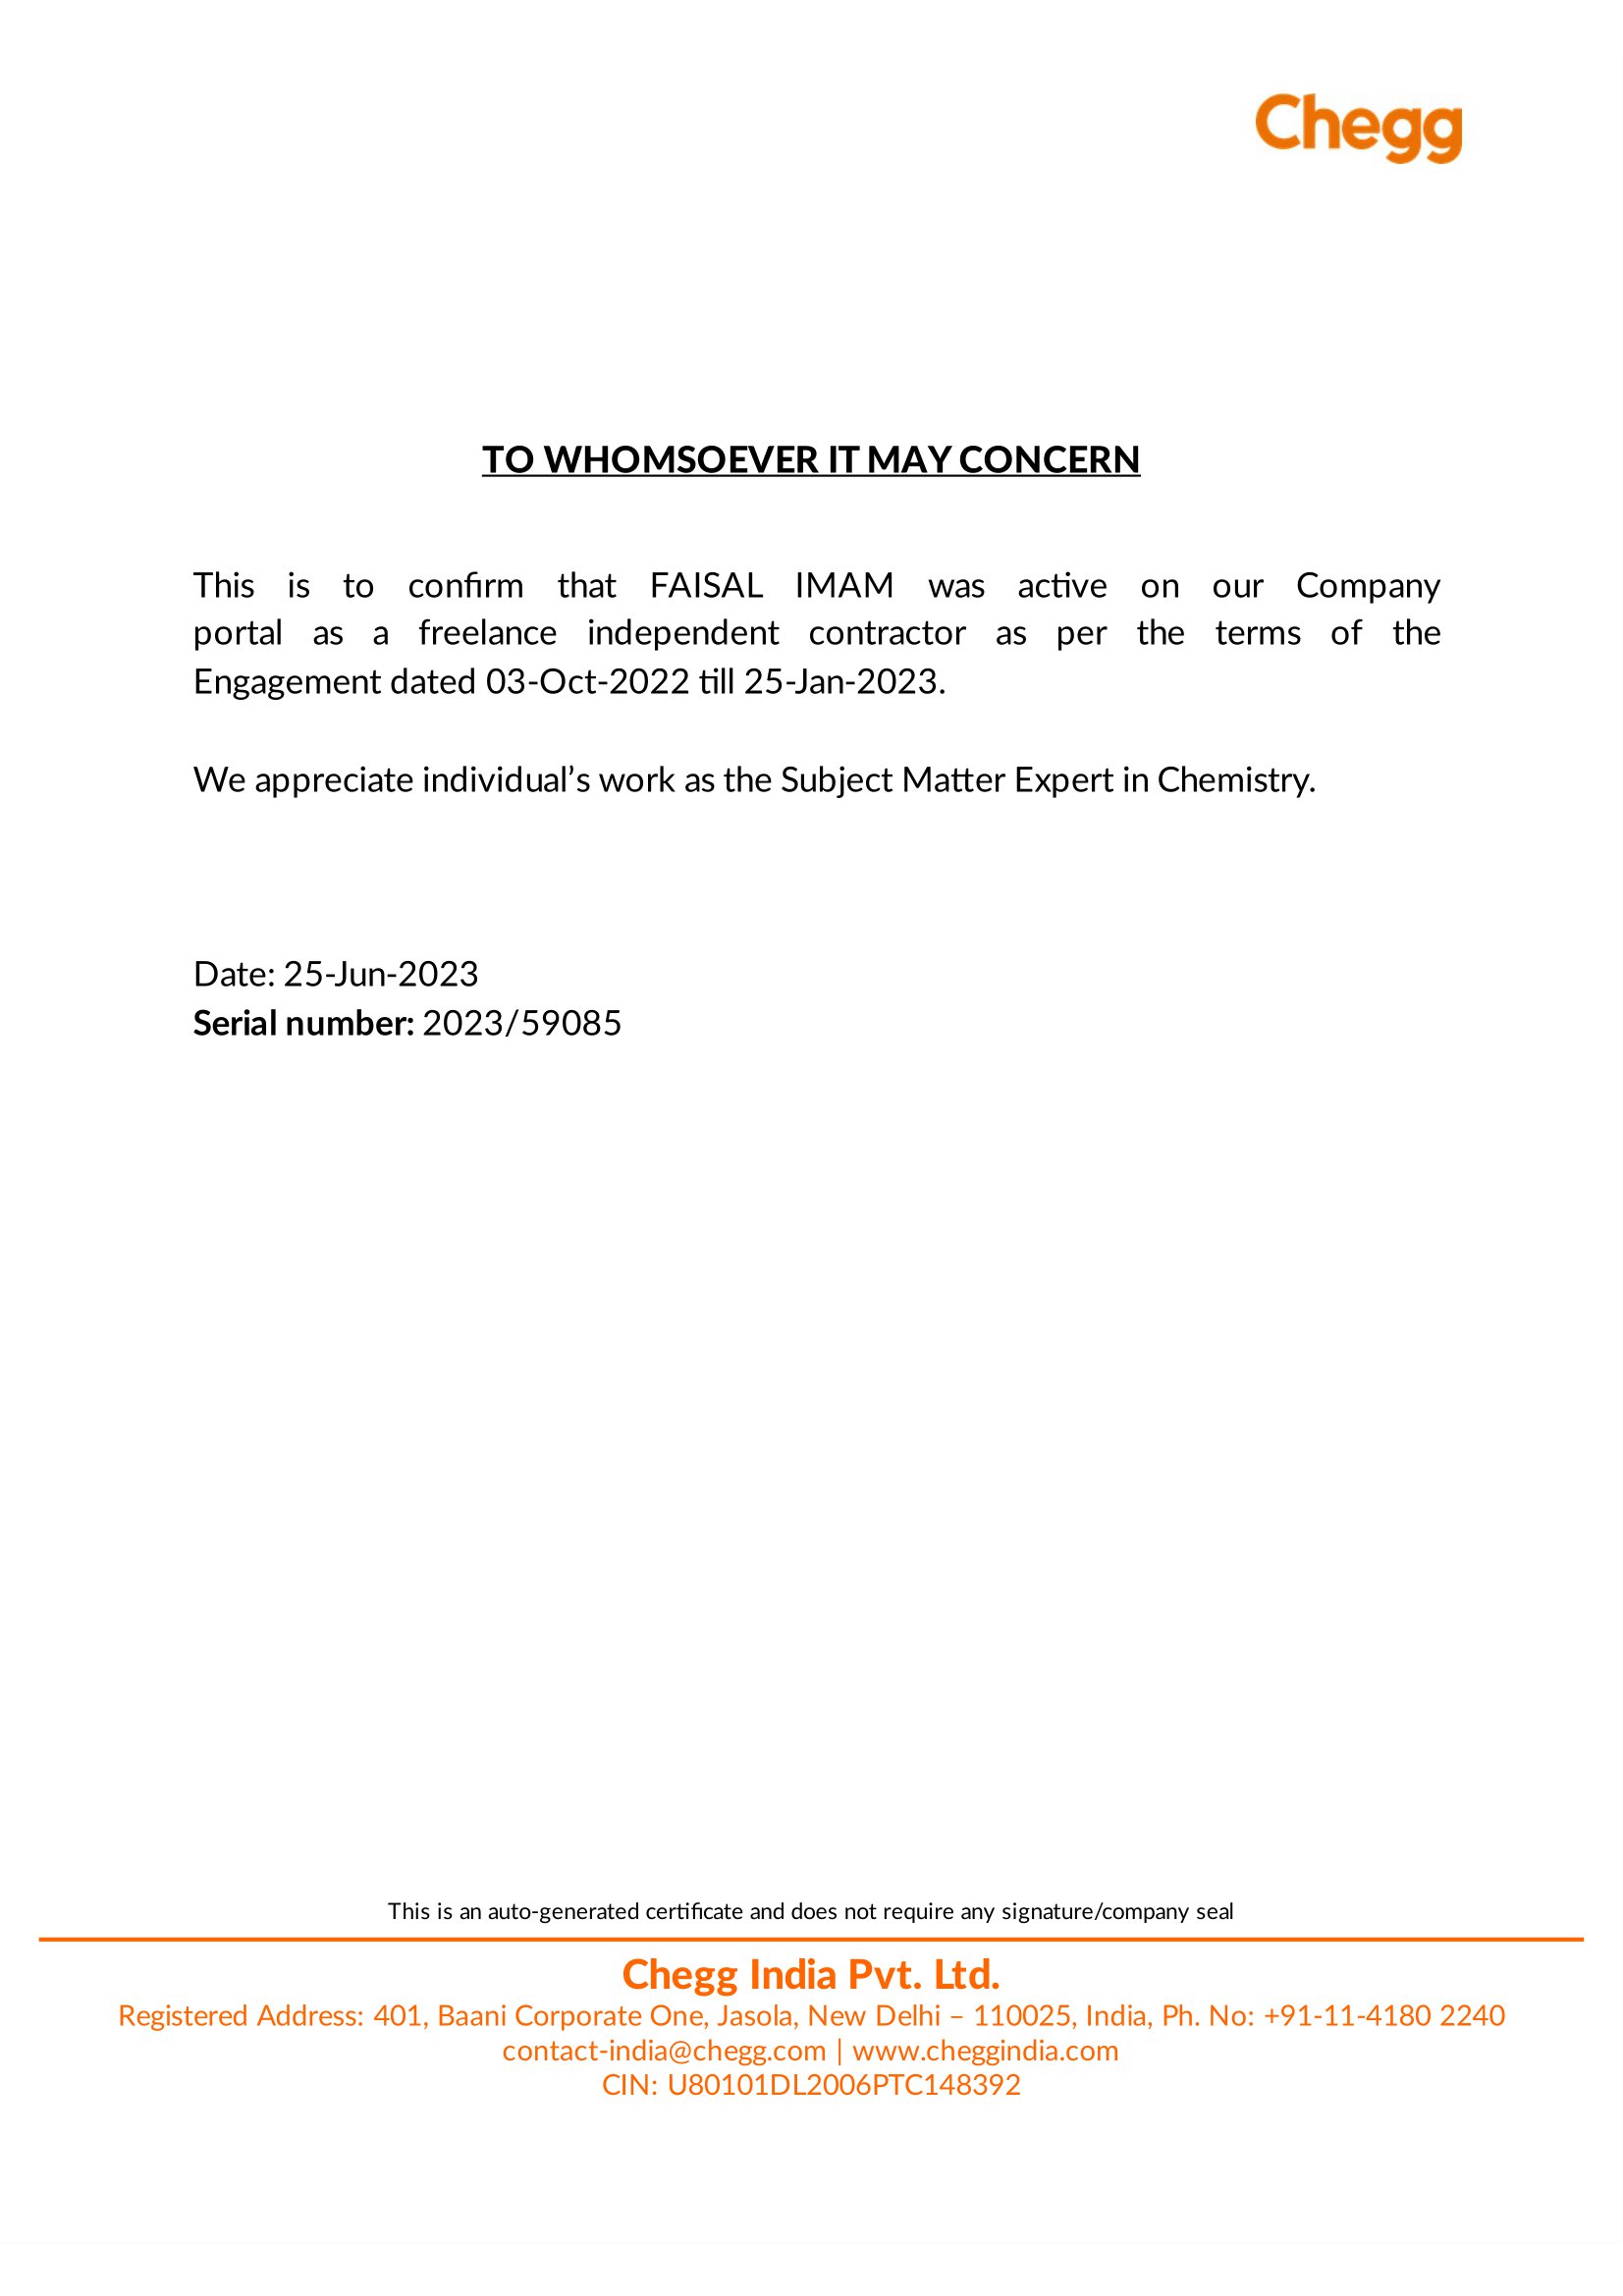 Chegg
TO WHOMSOEVER IT MAY CONCERN
This is to confirm that FAISAL IMAM was active on our Company
portal as a freelance independent contractor as per the terms of the
Engagement dated 03-Oct-2022 till 25-Jan-2023.
We appreciate individual’s work as the Subject Matter Expert in Chemistry.
Date: 25-Jun-2023
Serial number: 2023/59085
This is an auto-generated certificate and does not require any signature/company seal
Chegg India Pvt. Ltd.
Registered Address: 401, Baani Corporate One, Jasola, New Delhi – 110025, India, Ph. No: +91-11-4180 2240
contact-india@chegg.com | www.cheggindia.com
CIN: U80101DL2006PTC148392